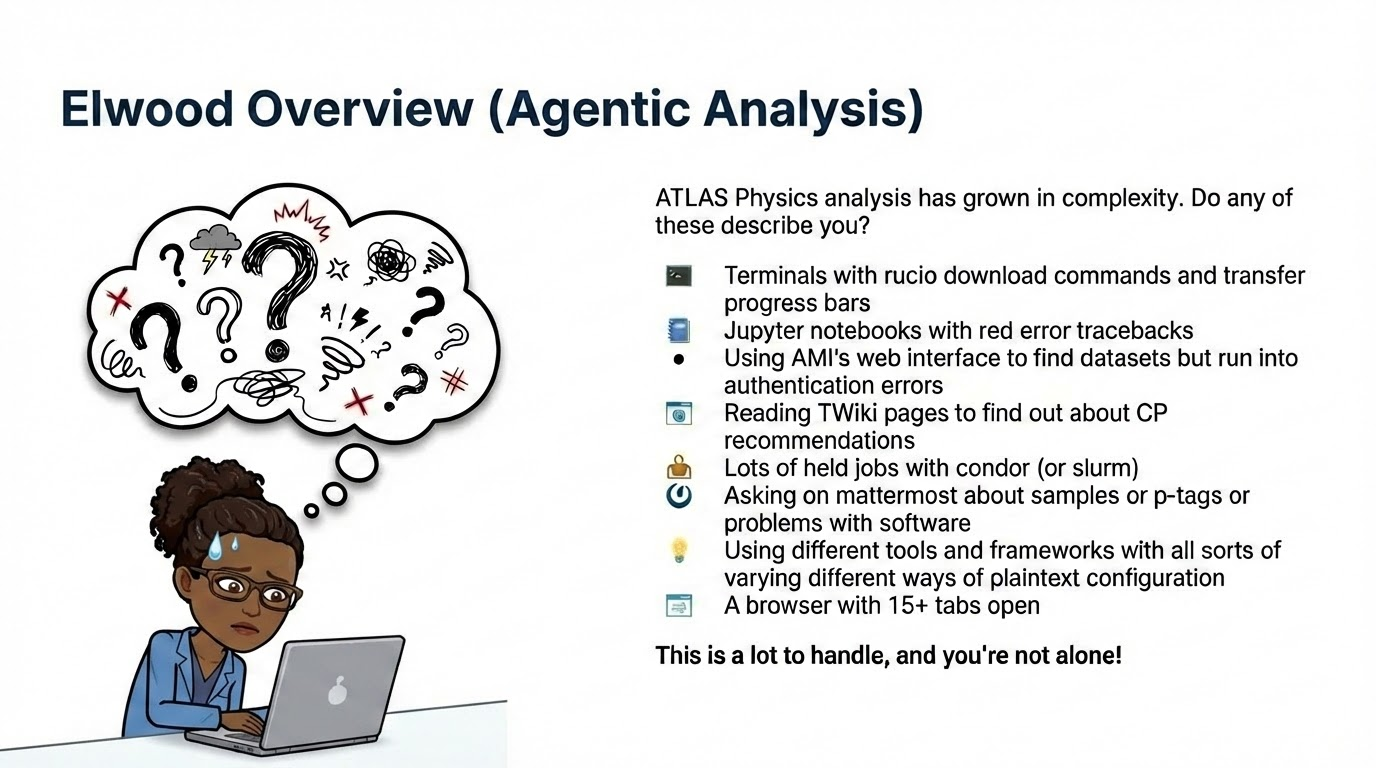 Elwood Overview (Agentic Analysis)
ATLAS Physics analysis has grown in complexity. Do any of
these describe you?
Terminals with rucio download commands and transfer
progress bars
Jupyter notebooks with red error tracebacks
Using AMI's web interface to find datasets but run into
authentication errors
Reading TWiki pages to find out about CP
recommendations
Lots of held jobs with condor (or slurm)
Asking on mattermost about samples or p-tags or
problems with software
Using different tools and frameworks with all sorts of
varying different ways of plaintext configuration
A browser with 15+ tabs open
This is a lot to handle, and you're not alone!